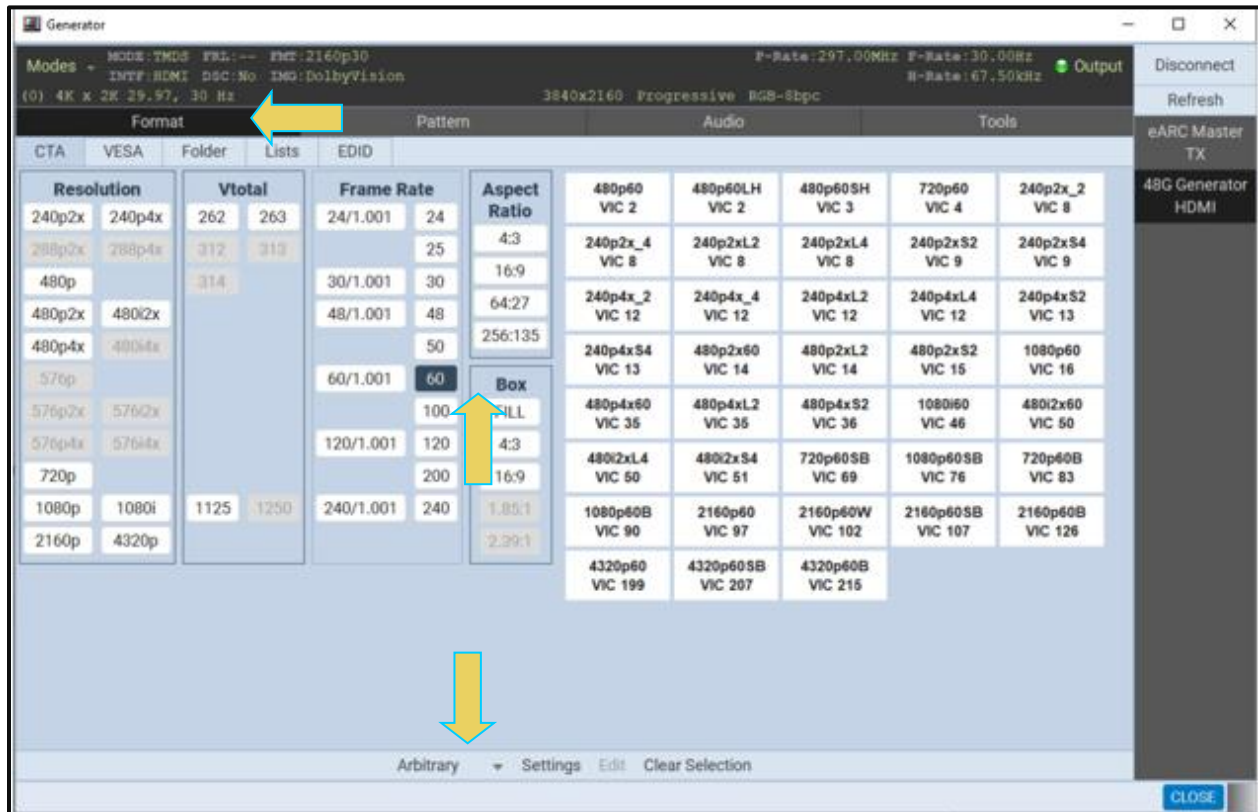 Generator
Modes MODE:TMDS FRL:-- FMT:2160p30 P-Rate:297.00MHz F-Rate:30.00Hz Output
INTF:HDMI DSC:No IMG:DolbyVision H-Rate:67.50kHz
(0) 4K x 2K 29.97, 30 Hz 3840x2160 Progressive RGB-8bpc
Disconnect
Refresh
eARC Master
TX
48G Generator
HDMI
Format Pattern Audio Tools
CTA VESA Folder Lists EDID
Resolution Vtotal Frame Rate Aspect
Ratio
240p2x 240p4x 262 263 24/1.001 24
288p2x 288p4x 312 313 25
480p 314 30/1.001 30
480p2x 480i2x 48/1.001 48
480p4x 480i4x 50
576p 60/1.001 60
576p2x 576i2x 100
576p4x 576i4x 120/1.001 120
720p 200
1080p 1080i 1125 1250 240/1.001 240
2160p 4320p
4:3
16:9
64:27
256:135
Box
FILL
4:3
16:9
1.85:1
2.39:1
480p60 480p60LH 480p60SH 720p60 240p2x_2
VIC 2 VIC 2 VIC 3 VIC 4 VIC 8
240p2x_4 240p2xL2 240p2xL4 240p2xS2 240p2xS4
VIC 8 VIC 8 VIC 8 VIC 9 VIC 9
240p4x_2 240p4x_4 240p4xL2 240p4xL4 240p4xS2
VIC 12 VIC 12 VIC 12 VIC 12 VIC 13
240p4xS4 480p2x60 480p2xL2 480p2xS2 1080p60
VIC 13 VIC 14 VIC 14 VIC 15 VIC 16
480p4x60 480p4xL2 480p4xS2 1080i60 480i2x60
VIC 35 VIC 35 VIC 36 VIC 46 VIC 50
480i2xL4 480i2xS4 720p60SB 1080p60SB 720p60B
VIC 50 VIC 51 VIC 69 VIC 76 VIC 83
1080p60B 2160p60 2160p60W 2160p60SB 2160p60B
VIC 90 VIC 97 VIC 102 VIC 107 VIC 126
4320p60 4320p60SB 4320p60B
VIC 199 VIC 207 VIC 215
Arbitrary Settings Edit Clear Selection
CLOSE